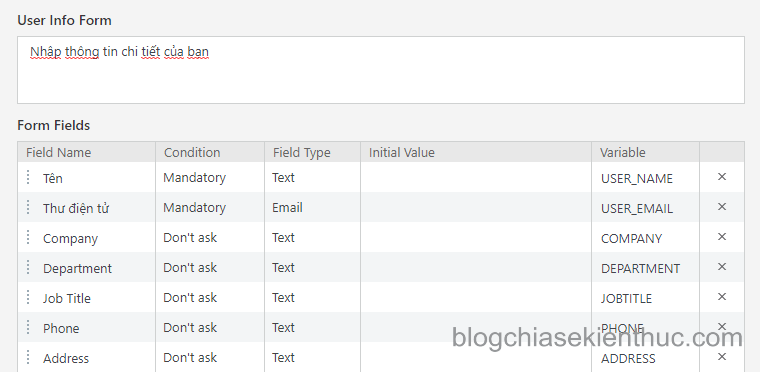 User Info Form
Nhập thông tin chi tiết của bạn
Form Fields
Field Name Condition Field Type Initial Value Variable
Tên Mandatory Text USER_NAME ×
Thư điện tử Mandatory Email USER_EMAIL ×
Company Don't ask Text COMPANY ×
Department Don't ask Text DEPARTMENT ×
Job Title Don't ask Text JOBTITLE ×
Phone Don't ask Text PHONE ×
blogchiasekienthuc.com
Address Don't ask Text ADDRESS ×